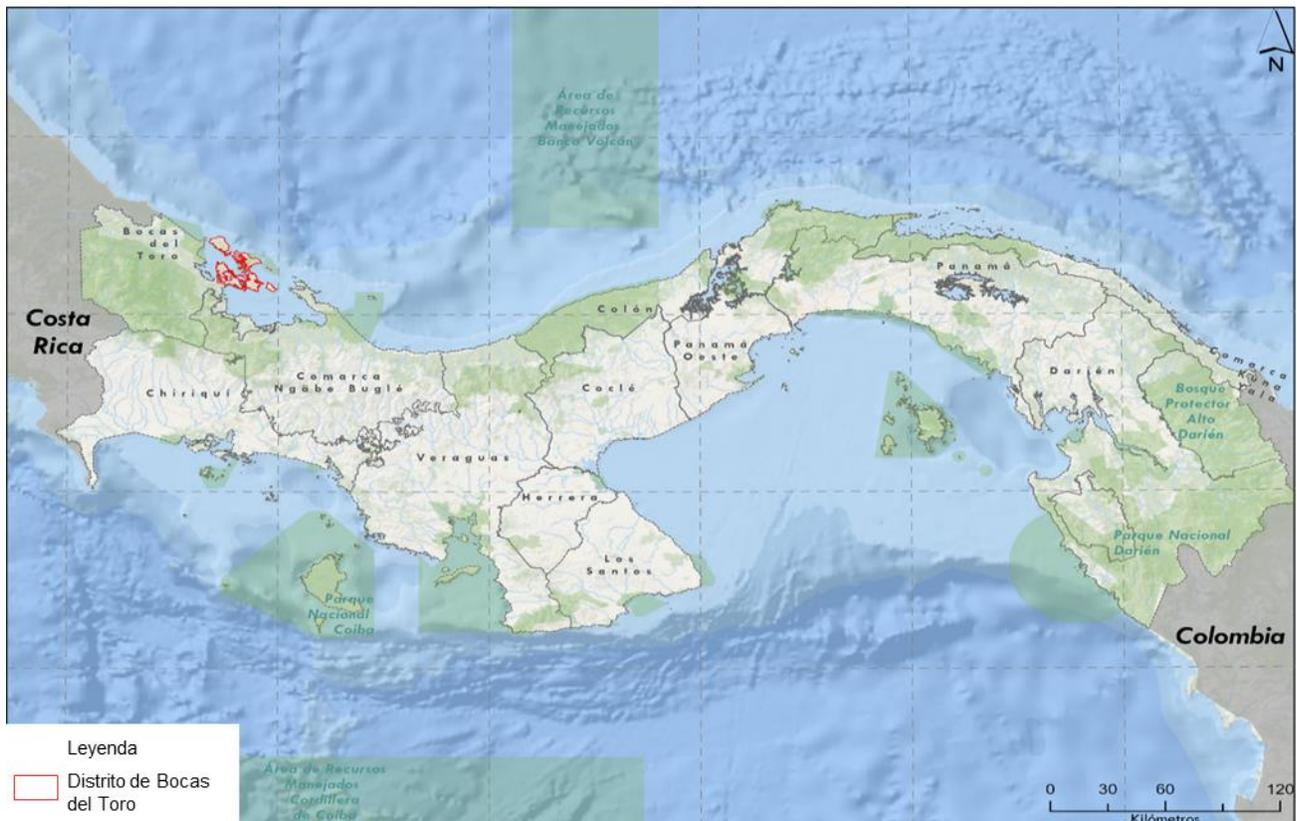 Área de
Recursos
Manejados
Banco Volcán
N
Bocas
del
Toro
Costa
Rica
Colón
Panamá
Panamá
Oeste
Comarca
Kuna
Yala
Chiriquí
Comarca
Ngäbe Buglé
Coclé
Darién
Bosque
Protector
Alto
Darién
Veraguas
Herrera
Los
Santos
Parque Nacional
Darién
Parque
Nacional
Coiba
Colombia
Leyenda
Distrito de Bocas
del Toro
Área de Recursos
Manejados
Cordillera
de Coiba
0 30 60 120
Kilómetros